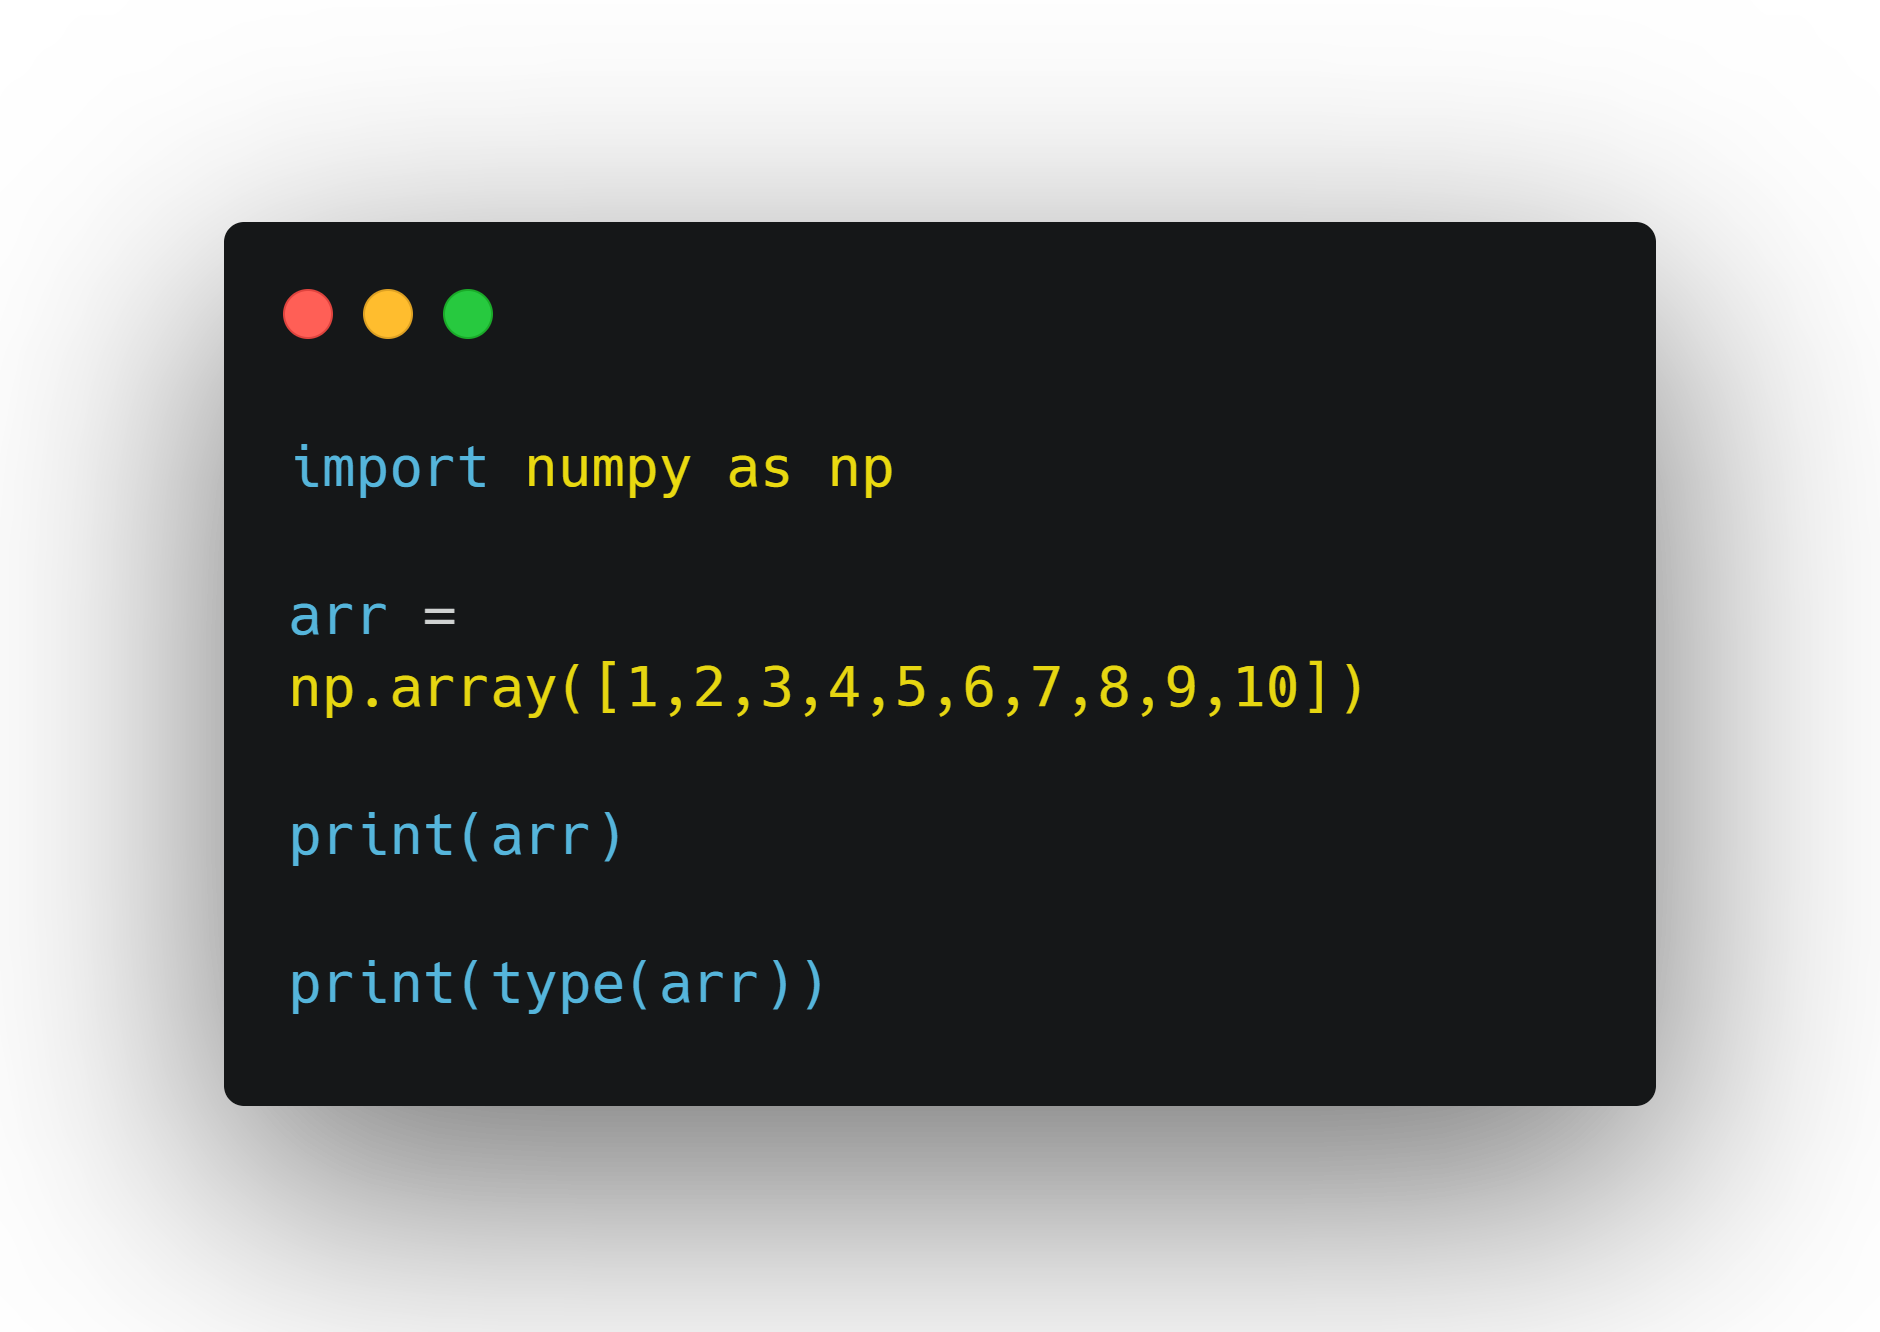 import numpy as np
arr =
np.array([1,2,3,4,5,6,7,8,9,10])
print(arr)
print(type(arr))